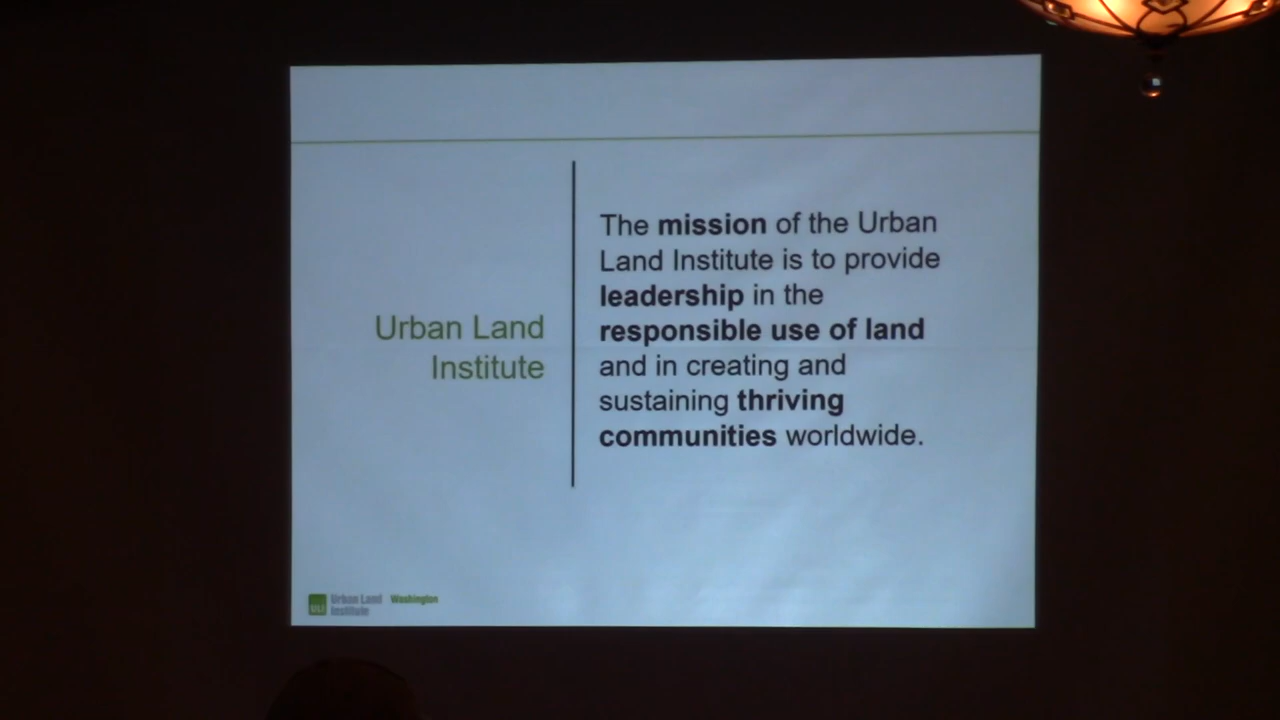 Urban Land
Institute
The mission of the Urban
Land Institute is to provide
leadership in the
responsible use of land
and in creating and
sustaining thriving
communities worldwide.
ULI
Urban Land
Institute
Washington